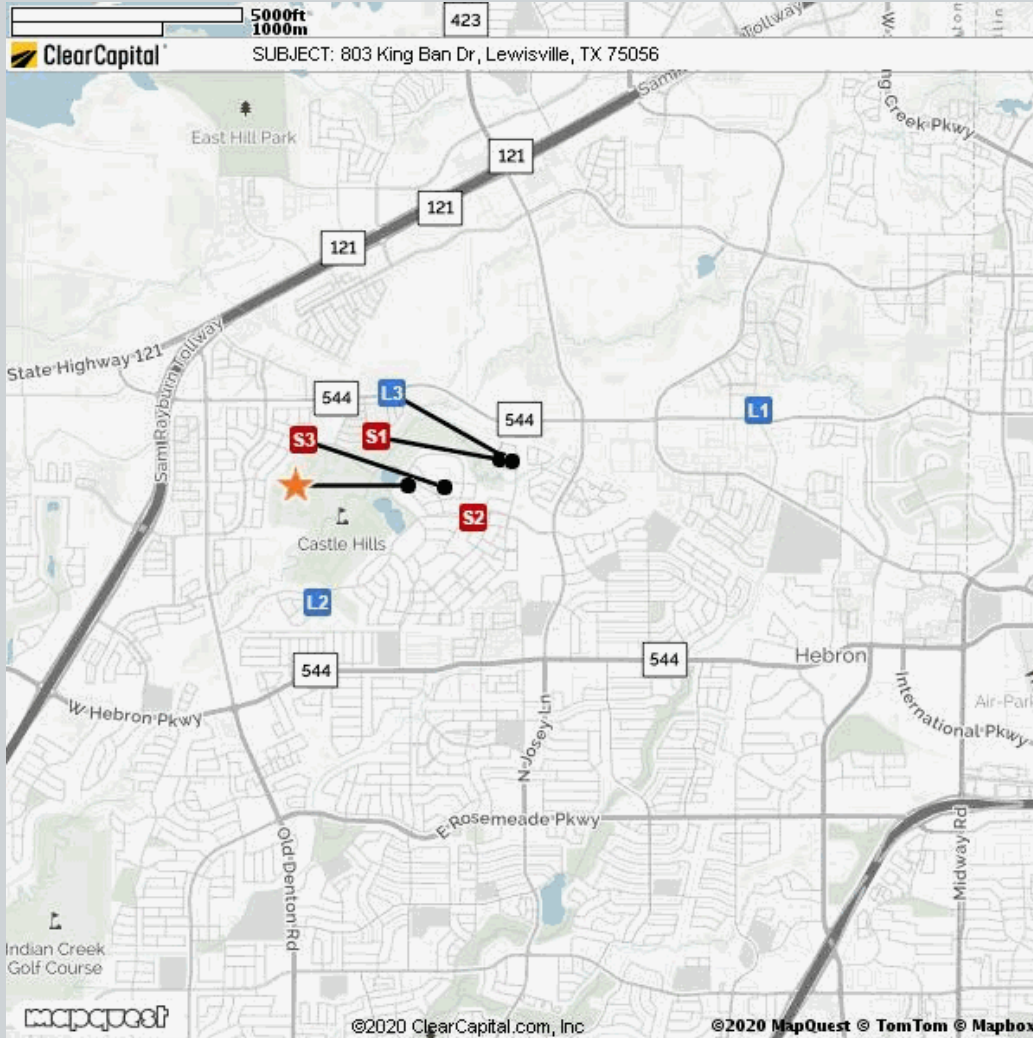 5000ft
1000m
423
Tollway
ClearCapital
SUBJECT: 803 King Ban Dr, Lewisville, TX 75056
Creek Pkwy
East Hill Park
121
121
121
State Highway 121
Sam Rayburn Tollway
544
L3
544
L1
S3
S1
S2
Castle Hills
L2
544
544
Hebron
W Hebron Pkwy
International Pkwy
Air-Park
N Josey Ln
E Rosemeade Pkwy
Old Denton Rd
Midway Rd
Indian Creek
Golf Course
mapquest
©2020 ClearCapital.com, Inc
©2020 MapQuest © TomTom © Mapbox